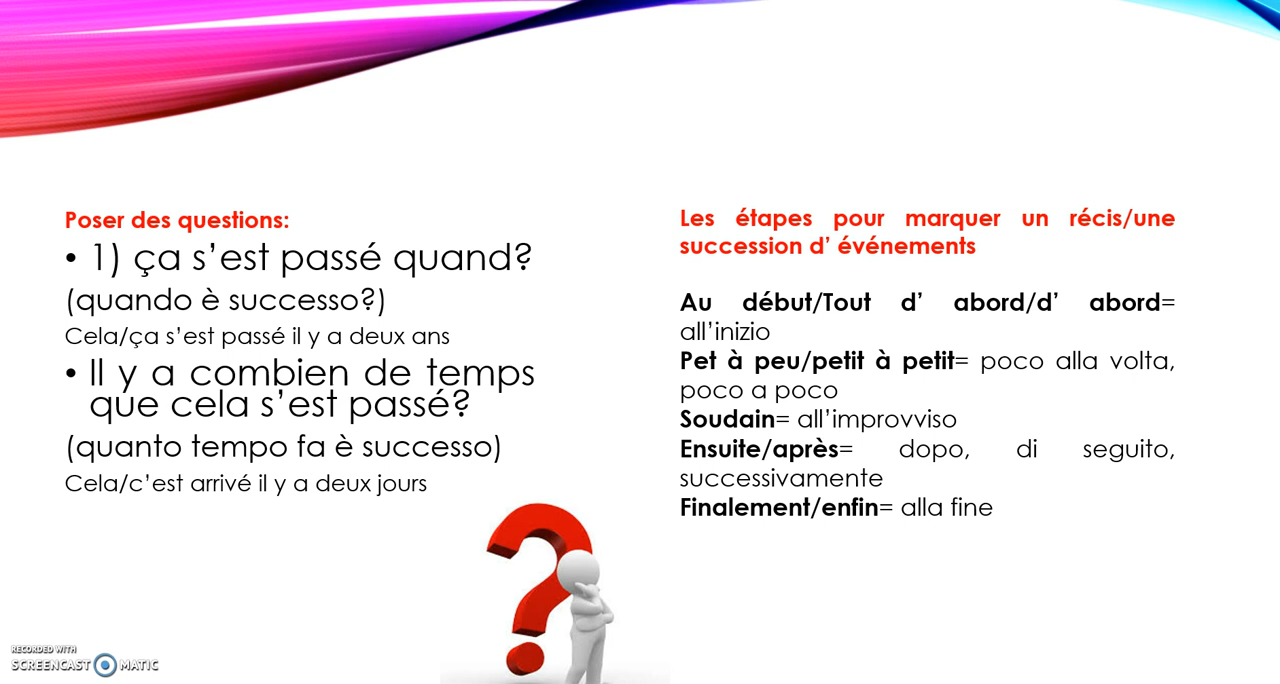 Poser des questions:
• 1) ça s’est passé quand?
(quando è successo?)
Cela/ça s’est passé il y a deux ans
• Il y a combien de temps
que cela s’est passé?
(quanto tempo fa è successo)
Cela/c’est arrivé il y a deux jours
Les étapes pour marquer un récis/une
succession d’ événements
Au début/Tout d’ abord/d’ abord=
all’inizio
Pet à peu/petit à petit= poco alla volta,
poco a poco
Soudain= all’improvviso
Ensuite/après= dopo, di seguito,
successivamente
Finalement/enfin= alla fine
RECORDED WITH
SCREENCAST MATIC